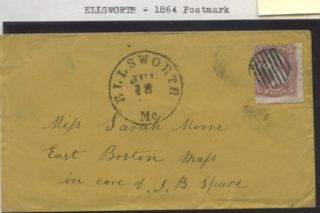 ELLSWORTH - 1864 Postmark
ELLSWORTH
JUL
18
Me
Miss Sarah Moore
East Boston Mass
in care of J. B Spare